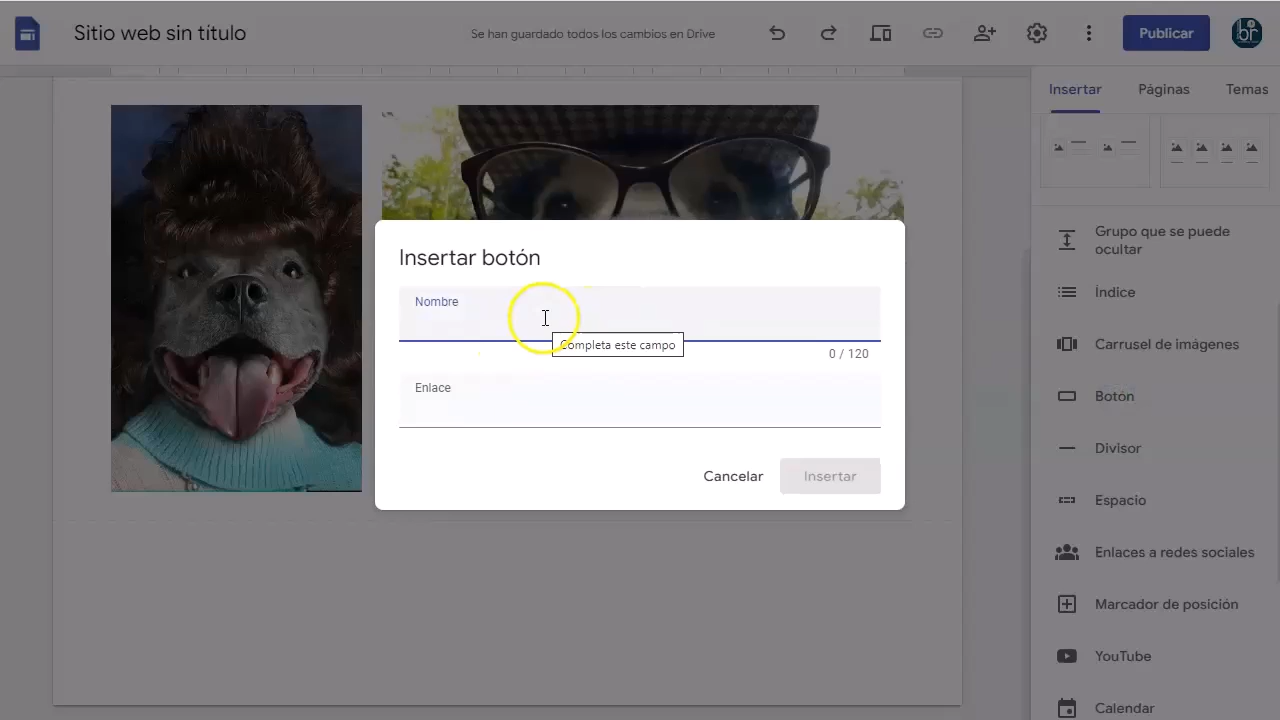 Sitio web sin título
Se han guardado todos los cambios en Drive
Publicar
br
Insertar
Páginas
Temas
Insertar botón
Nombre
Completa este campo
0 / 120
Enlace
Cancelar
Insertar
Grupo que se puede
ocultar
Índice
Carrusel de imágenes
Botón
Divisor
Espacio
Enlaces a redes sociales
Marcador de posición
YouTube
Calendar